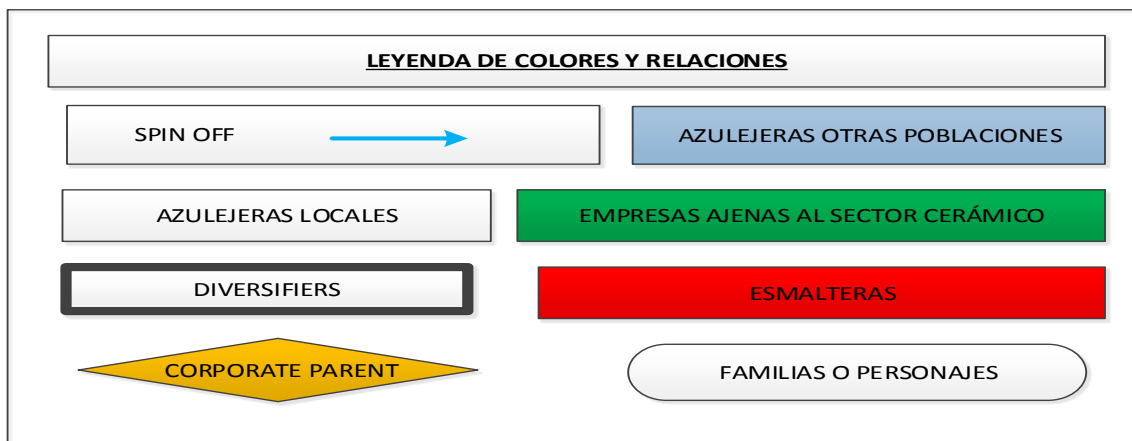 LEYENDA DE COLORES Y RELACIONES
SPIN OFF
AZULEJERAS OTRAS POBLACIONES
AZULEJERAS LOCALES
EMPRESAS AJENAS AL SECTOR CERÁMICO
DIVERSIFIERS
ESMALTERAS
CORPORATE PARENT
FAMILIAS O PERSONAJES